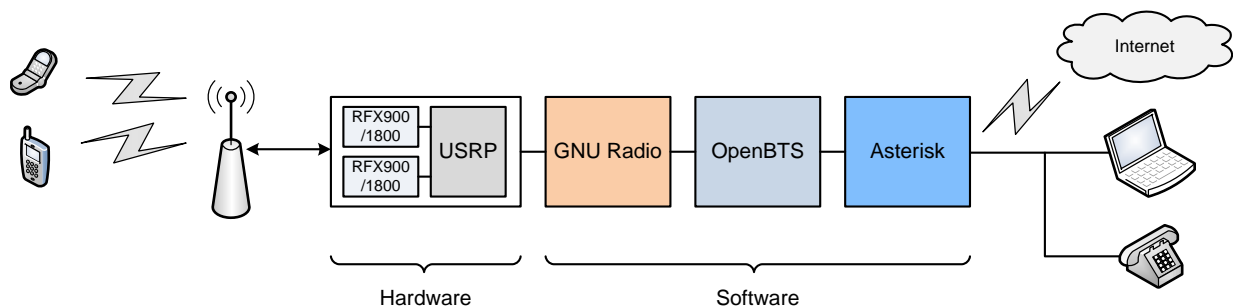 Internet
RFX900
/1800
RFX900
/1800
USRP
GNU Radio
OpenBTS
Asterisk
Hardware
Software